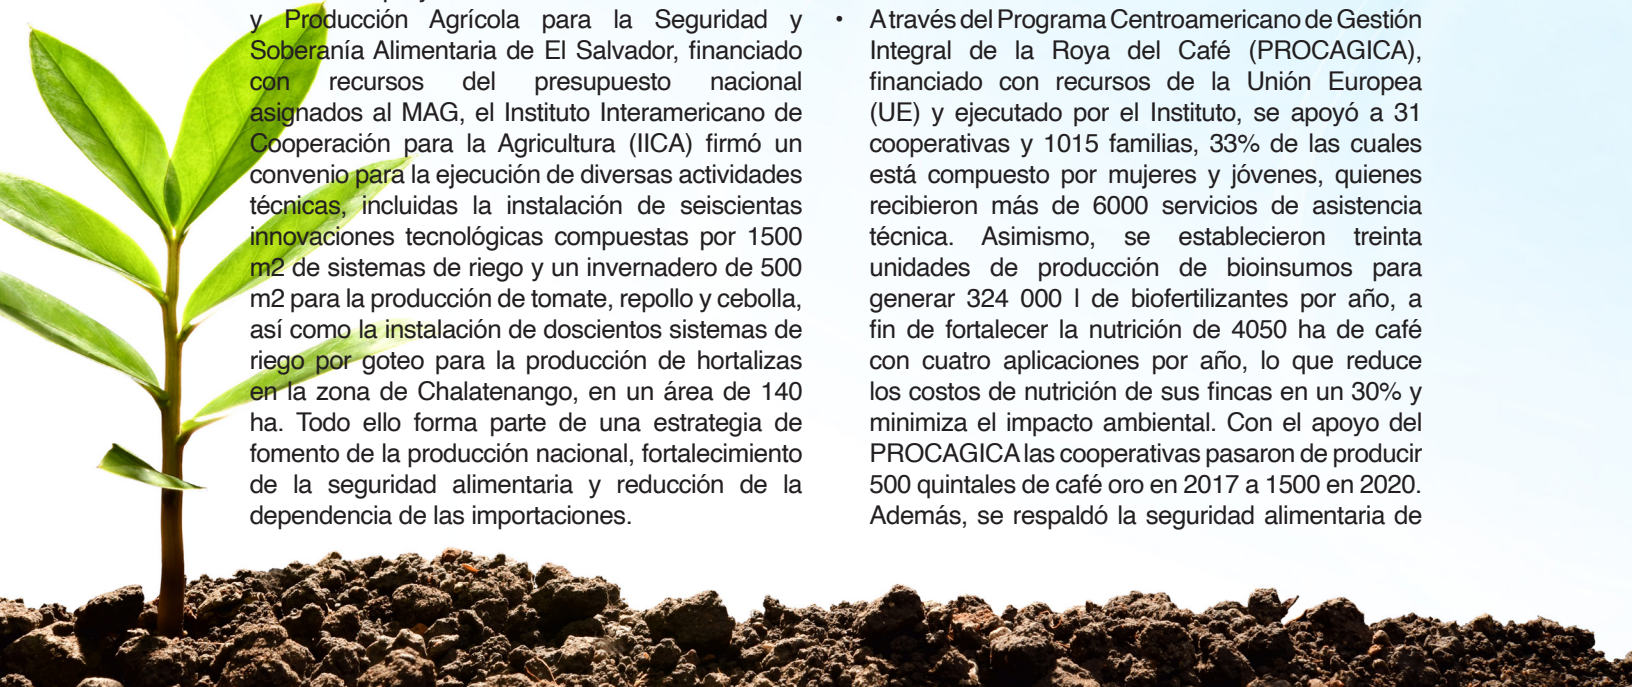 y Producción Agrícola para la Seguridad y
Soberanía Alimentaria de El Salvador, financiado
con recursos del presupuesto nacional
asignados al MAG, el Instituto Interamericano de
Cooperación para la Agricultura (IICA) firmó un
convenio para la ejecución de diversas actividades
técnicas, incluidas la instalación de seiscientas
innovaciones tecnológicas compuestas por 1500
m2 de sistemas de riego y un invernadero de 500
m2 para la producción de tomate, repollo y cebolla,
así como la instalación de doscientos sistemas de
riego por goteo para la producción de hortalizas
en la zona de Chalatenango, en un área de 140
ha. Todo ello forma parte de una estrategia de
fomento de la producción nacional, fortalecimiento
de la seguridad alimentaria y reducción de la
dependencia de las importaciones.
• A través del Programa Centroamericano de Gestión
Integral de la Roya del Café (PROCAGICA),
financiado con recursos de la Unión Europea
(UE) y ejecutado por el Instituto, se apoyó a 31
cooperativas y 1015 familias, 33% de las cuales
está compuesto por mujeres y jóvenes, quienes
recibieron más de 6000 servicios de asistencia
técnica. Asimismo, se establecieron treinta
unidades de producción de bioinsumos para
generar 324 000 l de biofertilizantes por año, a
fin de fortalecer la nutrición de 4050 ha de café
con cuatro aplicaciones por año, lo que reduce
los costos de nutrición de sus fincas en un 30% y
minimiza el impacto ambiental. Con el apoyo del
PROCAGICA las cooperativas pasaron de producir
500 quintales de café oro en 2017 a 1500 en 2020.
Además, se respaldó la seguridad alimentaria de